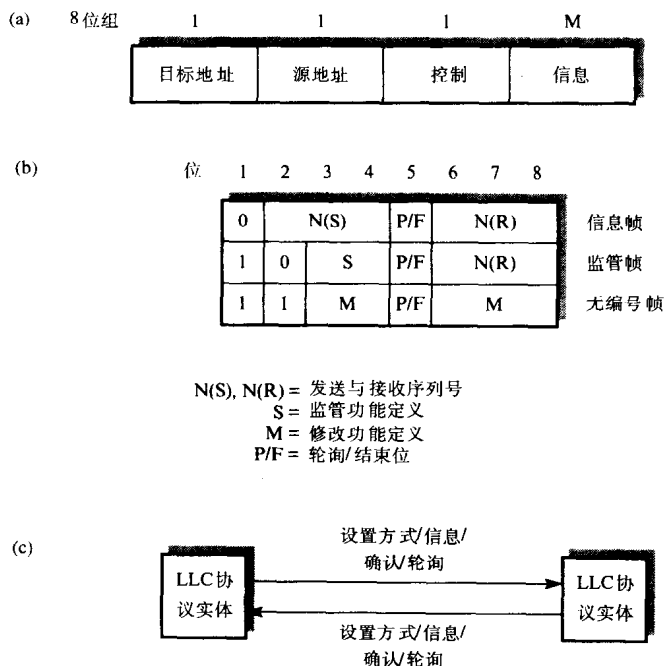 (a) 8位组 1 1 1 M
目标地址 源地址 控制 信息
(b) 位 1 2 3 4 5 6 7 8
0 N(S) P/F N(R) 信息帧
1 0 S P/F N(R) 监管帧
1 1 M P/F M 无编号帧
N(S), N(R) = 发送与接收序列号
S = 监管功能定义
M = 修改功能定义
P/F = 轮询/结束位
(c) 设置方式/信息/
确认/轮询
LLC协
议实体
LLC协
议实体
设置方式/信息/
确认/轮询